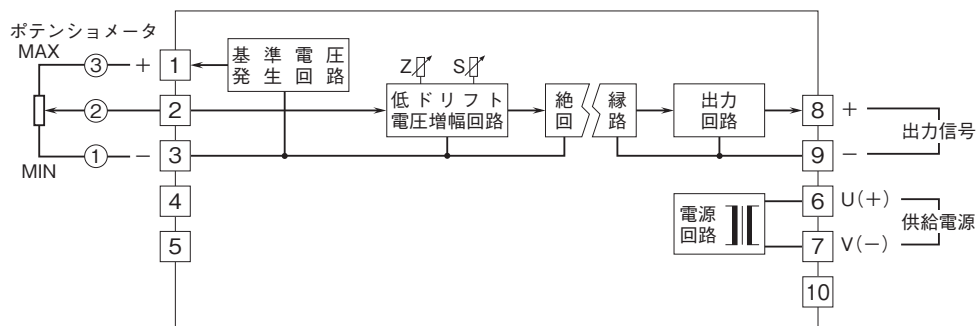 ポテンショメータ
MAX
③
+
1
基準電圧
発生回路
Z
S
②
2
低ドリフト
電圧増幅回路
絶縁
回路
出力
回路
8
+
出力信号
①
−
3
9
−
MIN
4
6
U(+)
供給電源
電源
回路
5
7
V(−)
10